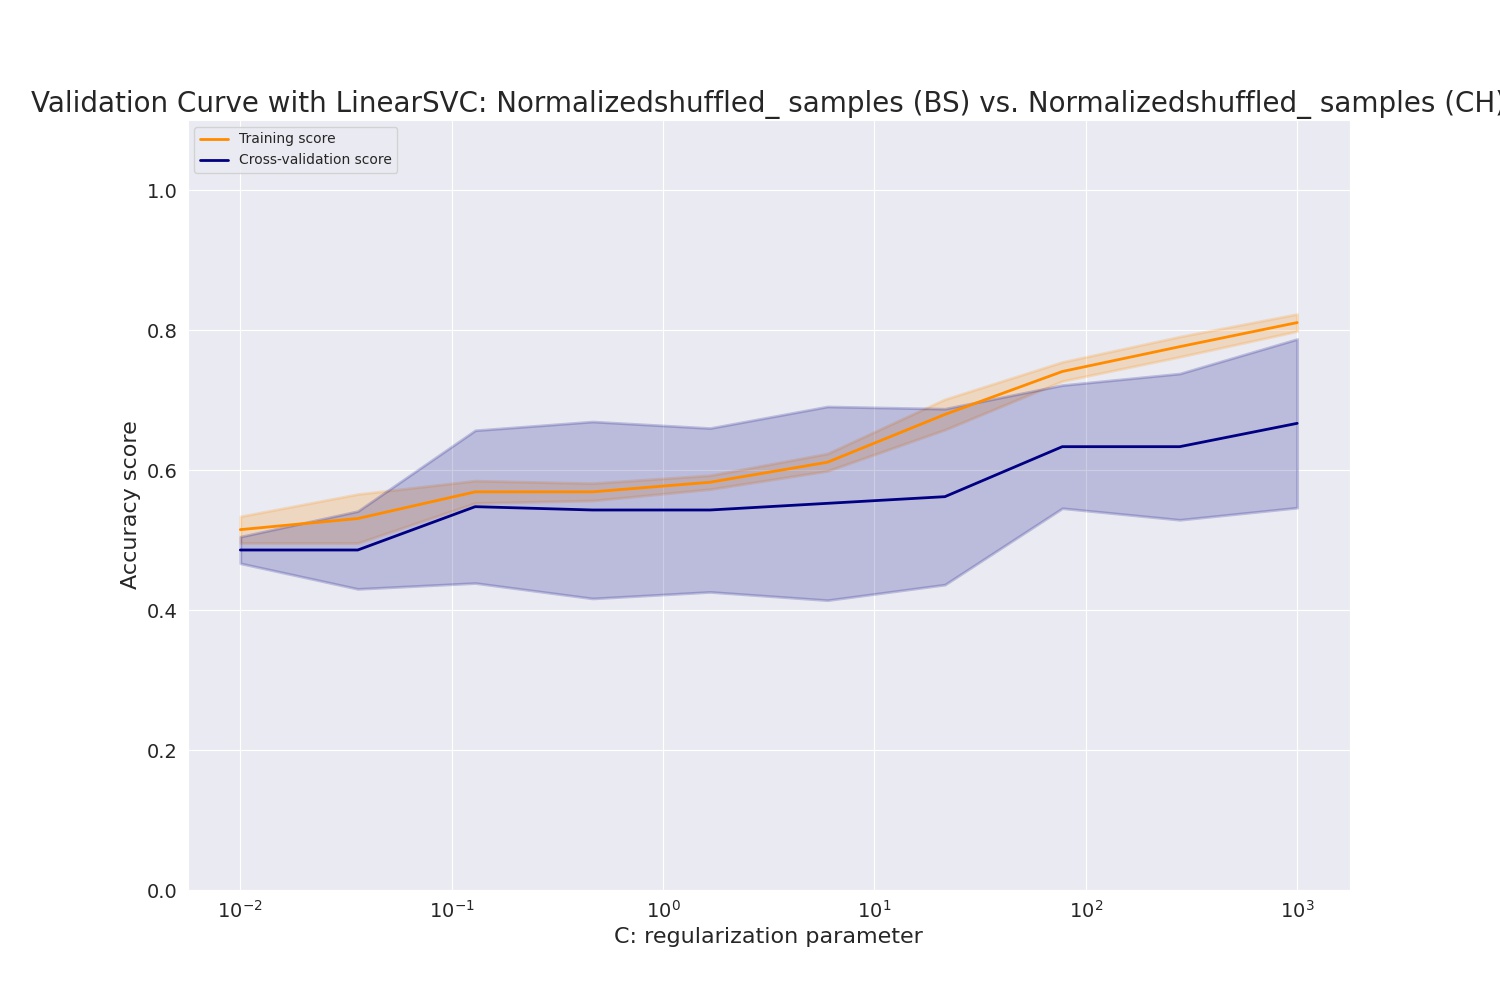 Validation Curve with LinearSVC: Normalizedshuffled_ samples (BS) vs. Normalizedshuffled_ samples (CH)
Training score
Cross-validation score
1.0
0.8
0.6
0.4
0.2
0.0
Accuracy score
10⁻² 10⁻¹ 10⁰ 10¹ 10² 10³
C: regularization parameter